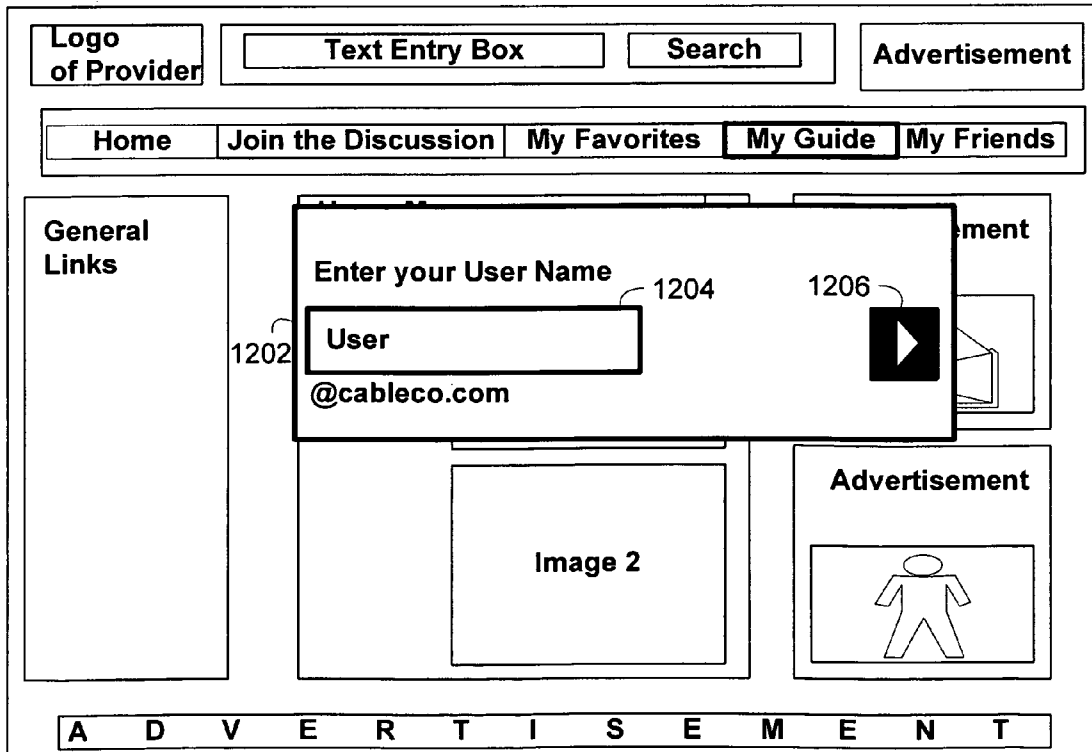 Logo
of Provider
Text Entry Box
Search
Advertisement
Home
Join the Discussion
My Favorites
My Guide
My Friends
General
Links
ement
Enter your User Name
1204
1206
User
1202
@cableco.com
Advertisement
Image 2
A D V E R T I S E M E N T